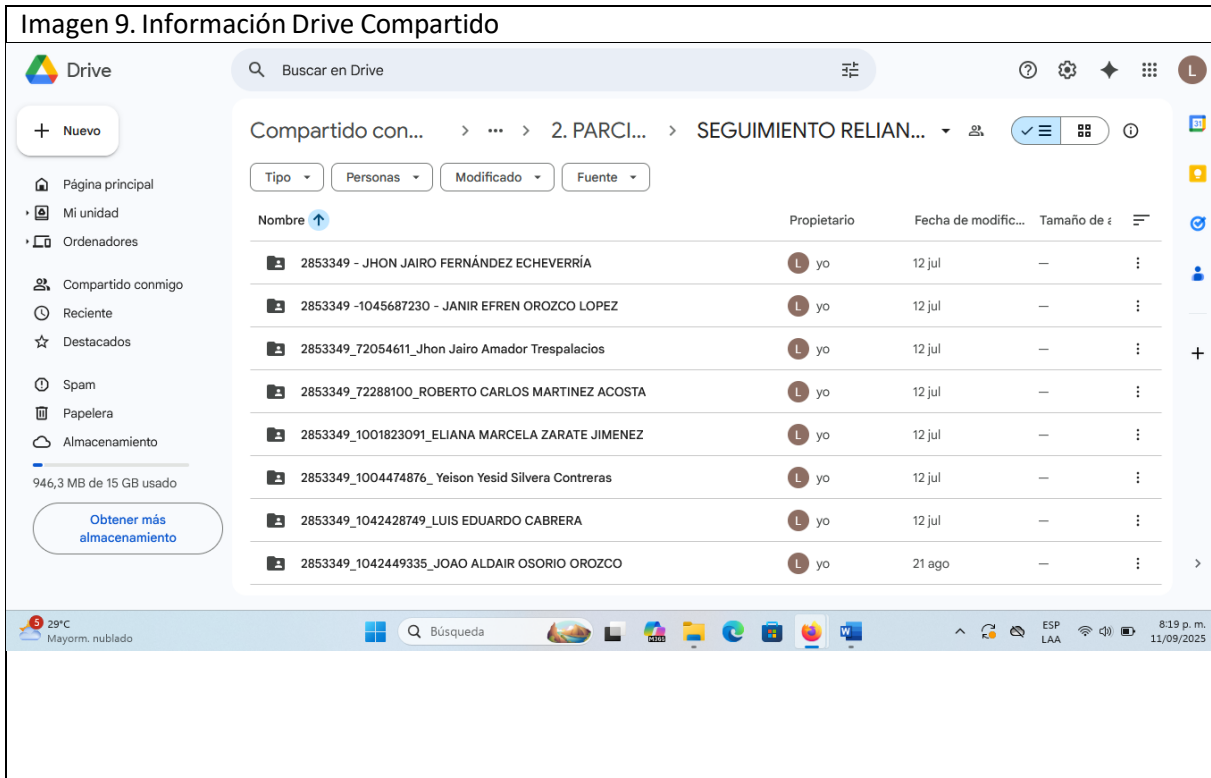 Imagen 9. Información Drive Compartido
Drive
Buscar en Drive
L
Nuevo
Compartido con... > ... > 2. PARCI... > SEGUIMIENTO RELIAN...
31
Tipo Personas Modificado Fuente
Página principal
Mi unidad
Ordenadores
Compartido conmigo
Reciente
Destacados
Spam
Papelera
Almacenamiento
946,3 MB de 15 GB usado
Obtener más
almacenamiento
Nombre Propietario Fecha de modific... Tamaño de a
2853349 - JHON JAIRO FERNÁNDEZ ECHEVERRÍA L yo 12 jul —
2853349 -1045687230 - JANIR EFREN OROZCO LOPEZ L yo 12 jul —
2853349_72054611_Jhon Jairo Amador Trespalacios L yo 12 jul —
2853349_72288100_ROBERTO CARLOS MARTINEZ ACOSTA L yo 12 jul —
2853349_1001823091_ELIANA MARCELA ZARATE JIMENEZ L yo 12 jul —
2853349_1004474876_ Yeison Yesid Silvera Contreras L yo 12 jul —
2853349_1042428749_LUIS EDUARDO CABRERA L yo 12 jul —
2853349_1042449335_JOAO ALDAIR OSORIO OROZCO L yo 21 ago —
5
29°C
Mayorm. nublado
Búsqueda
M365
W
ESP
LAA
8:19 p. m.
11/09/2025